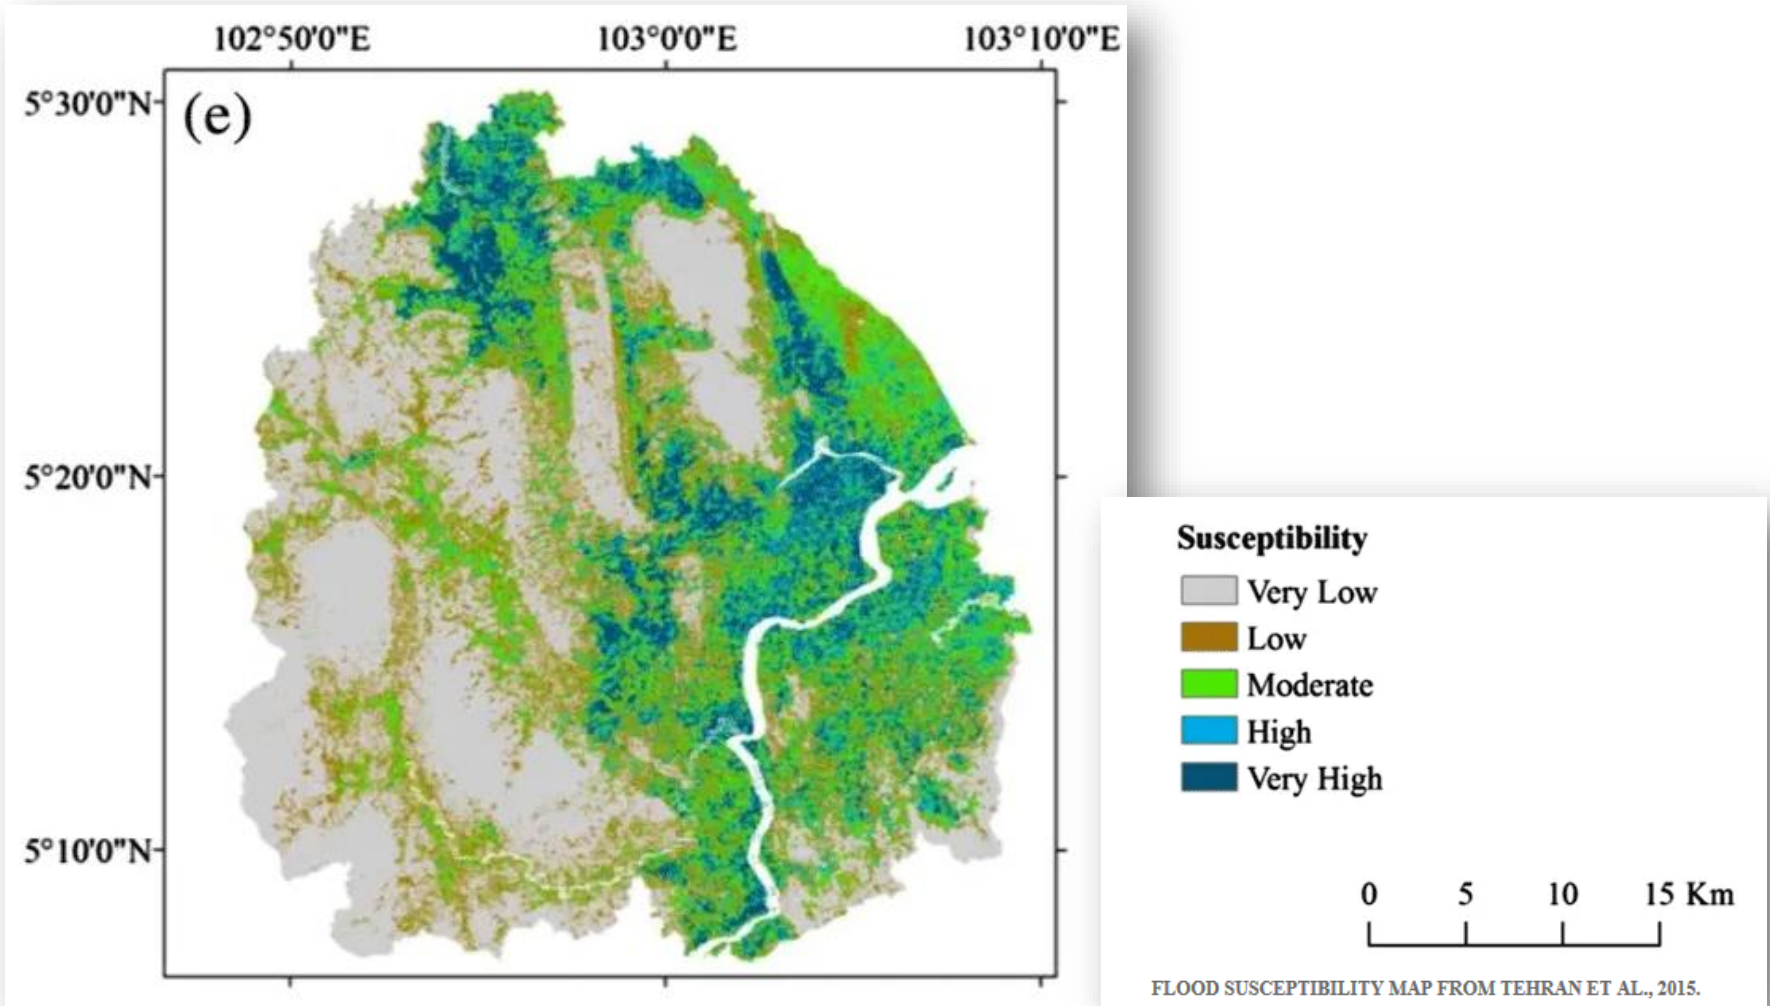 102°50'0"E 103°0'0"E 103°10'0"E
5°30'0"N
(e)
5°20'0"N
5°10'0"N
Susceptibility
Very Low
Low
Moderate
High
Very High
0 5 10 15 Km
FLOOD SUSCEPTIBILITY MAP FROM TEHRAN ET AL., 2015.